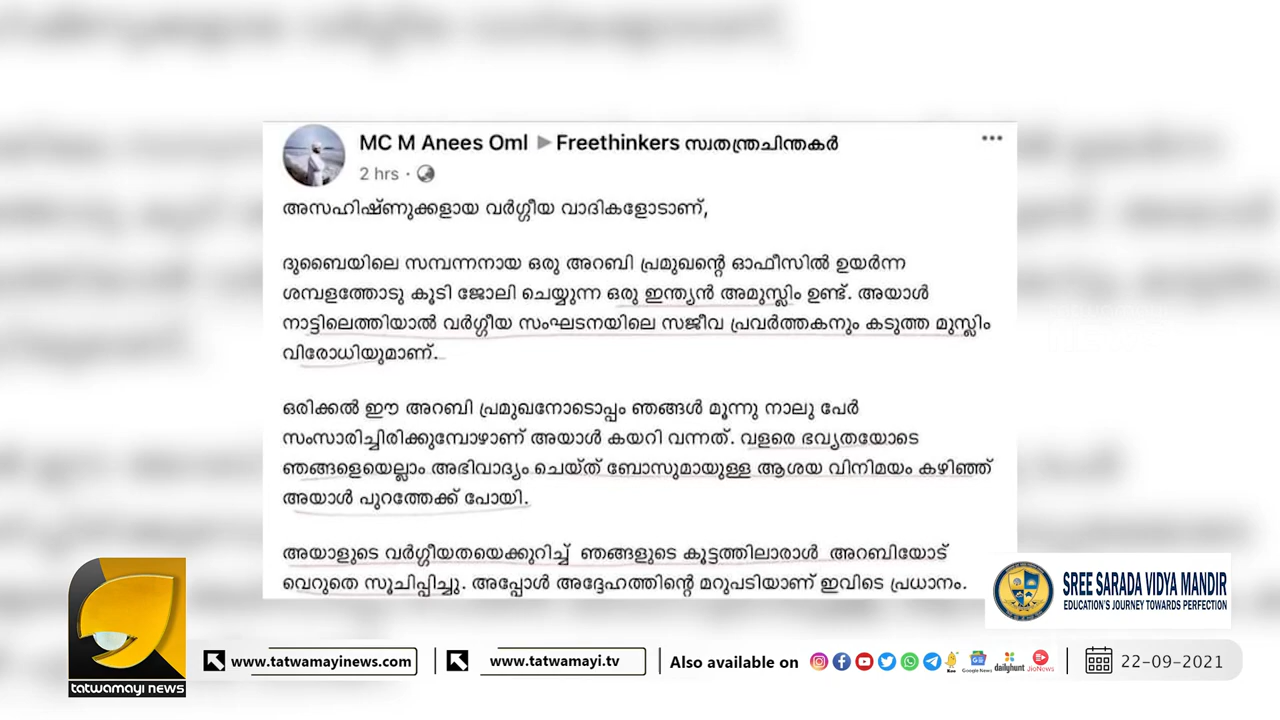 MC M Anees Oml ▶ Freethinkers സ്വതന്ത്രചിന്തകർ
2 hrs ·
അസഹിഷ്ണുക്കളായ വർഗ്ഗീയ വാദികളോടാണ്,
ദുബൈയിലെ സമ്പന്നനായ ഒരു അറബി പ്രമുഖന്റെ ഓഫീസിൽ ഉയർന്ന
ശമ്പളത്തോടു കൂടി ജോലി ചെയ്യുന്ന ഒരു ഇന്ത്യൻ അമുസ്ലിം ഉണ്ട്. അയാൾ
നാട്ടിലെത്തിയാൽ വർഗ്ഗീയ സംഘടനയിലെ സജീവ പ്രവർത്തകനും കടുത്ത മുസ്ലിം
വിരോധിയുമാണ്.
ഒരിക്കൽ ഈ അറബി പ്രമുഖനോടൊപ്പം ഞങ്ങൾ മൂന്നു നാലു പേർ
സംസാരിച്ചിരിക്കുമ്പോഴാണ് അയാൾ കയറി വന്നത്. വളരെ ഭവ്യതയോടെ
ഞങ്ങളെയെല്ലാം അഭിവാദ്യം ചെയ്ത് ബോസുമായുള്ള ആശയ വിനിമയം കഴിഞ്ഞ്
അയാൾ പുറത്തേക്ക് പോയി.
അയാളുടെ വർഗ്ഗീയതയെക്കുറിച്ച് ഞങ്ങളുടെ കൂട്ടത്തിലാരാൾ അറബിയോട്
വെറുതെ സൂചിപ്പിച്ചു. അപ്പോൾ അദ്ദേഹത്തിന്റെ മറുപടിയാണ് ഇവിടെ പ്രധാനം.
SREE SARADA VIDYA MANDIR
EDUCATION'S JOURNEY TOWARDS PERFECTION
tatwamayi news
www.tatwamayinews.com
www.tatwamayi.tv
Also available on
Google News
dailyhunt
JioNews
22-09-2021